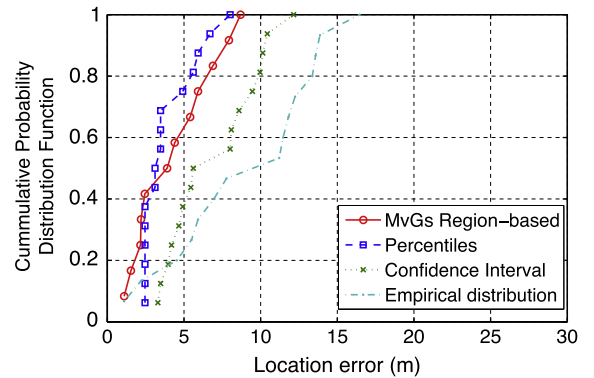 Cummulative Probability
Distribution Function
1
0.8
0.6
0.4
0.2
0
0
5
10
15
20
25
30
Location error (m)
MvGs Region-based
Percentiles
Confidence Interval
Empirical distribution